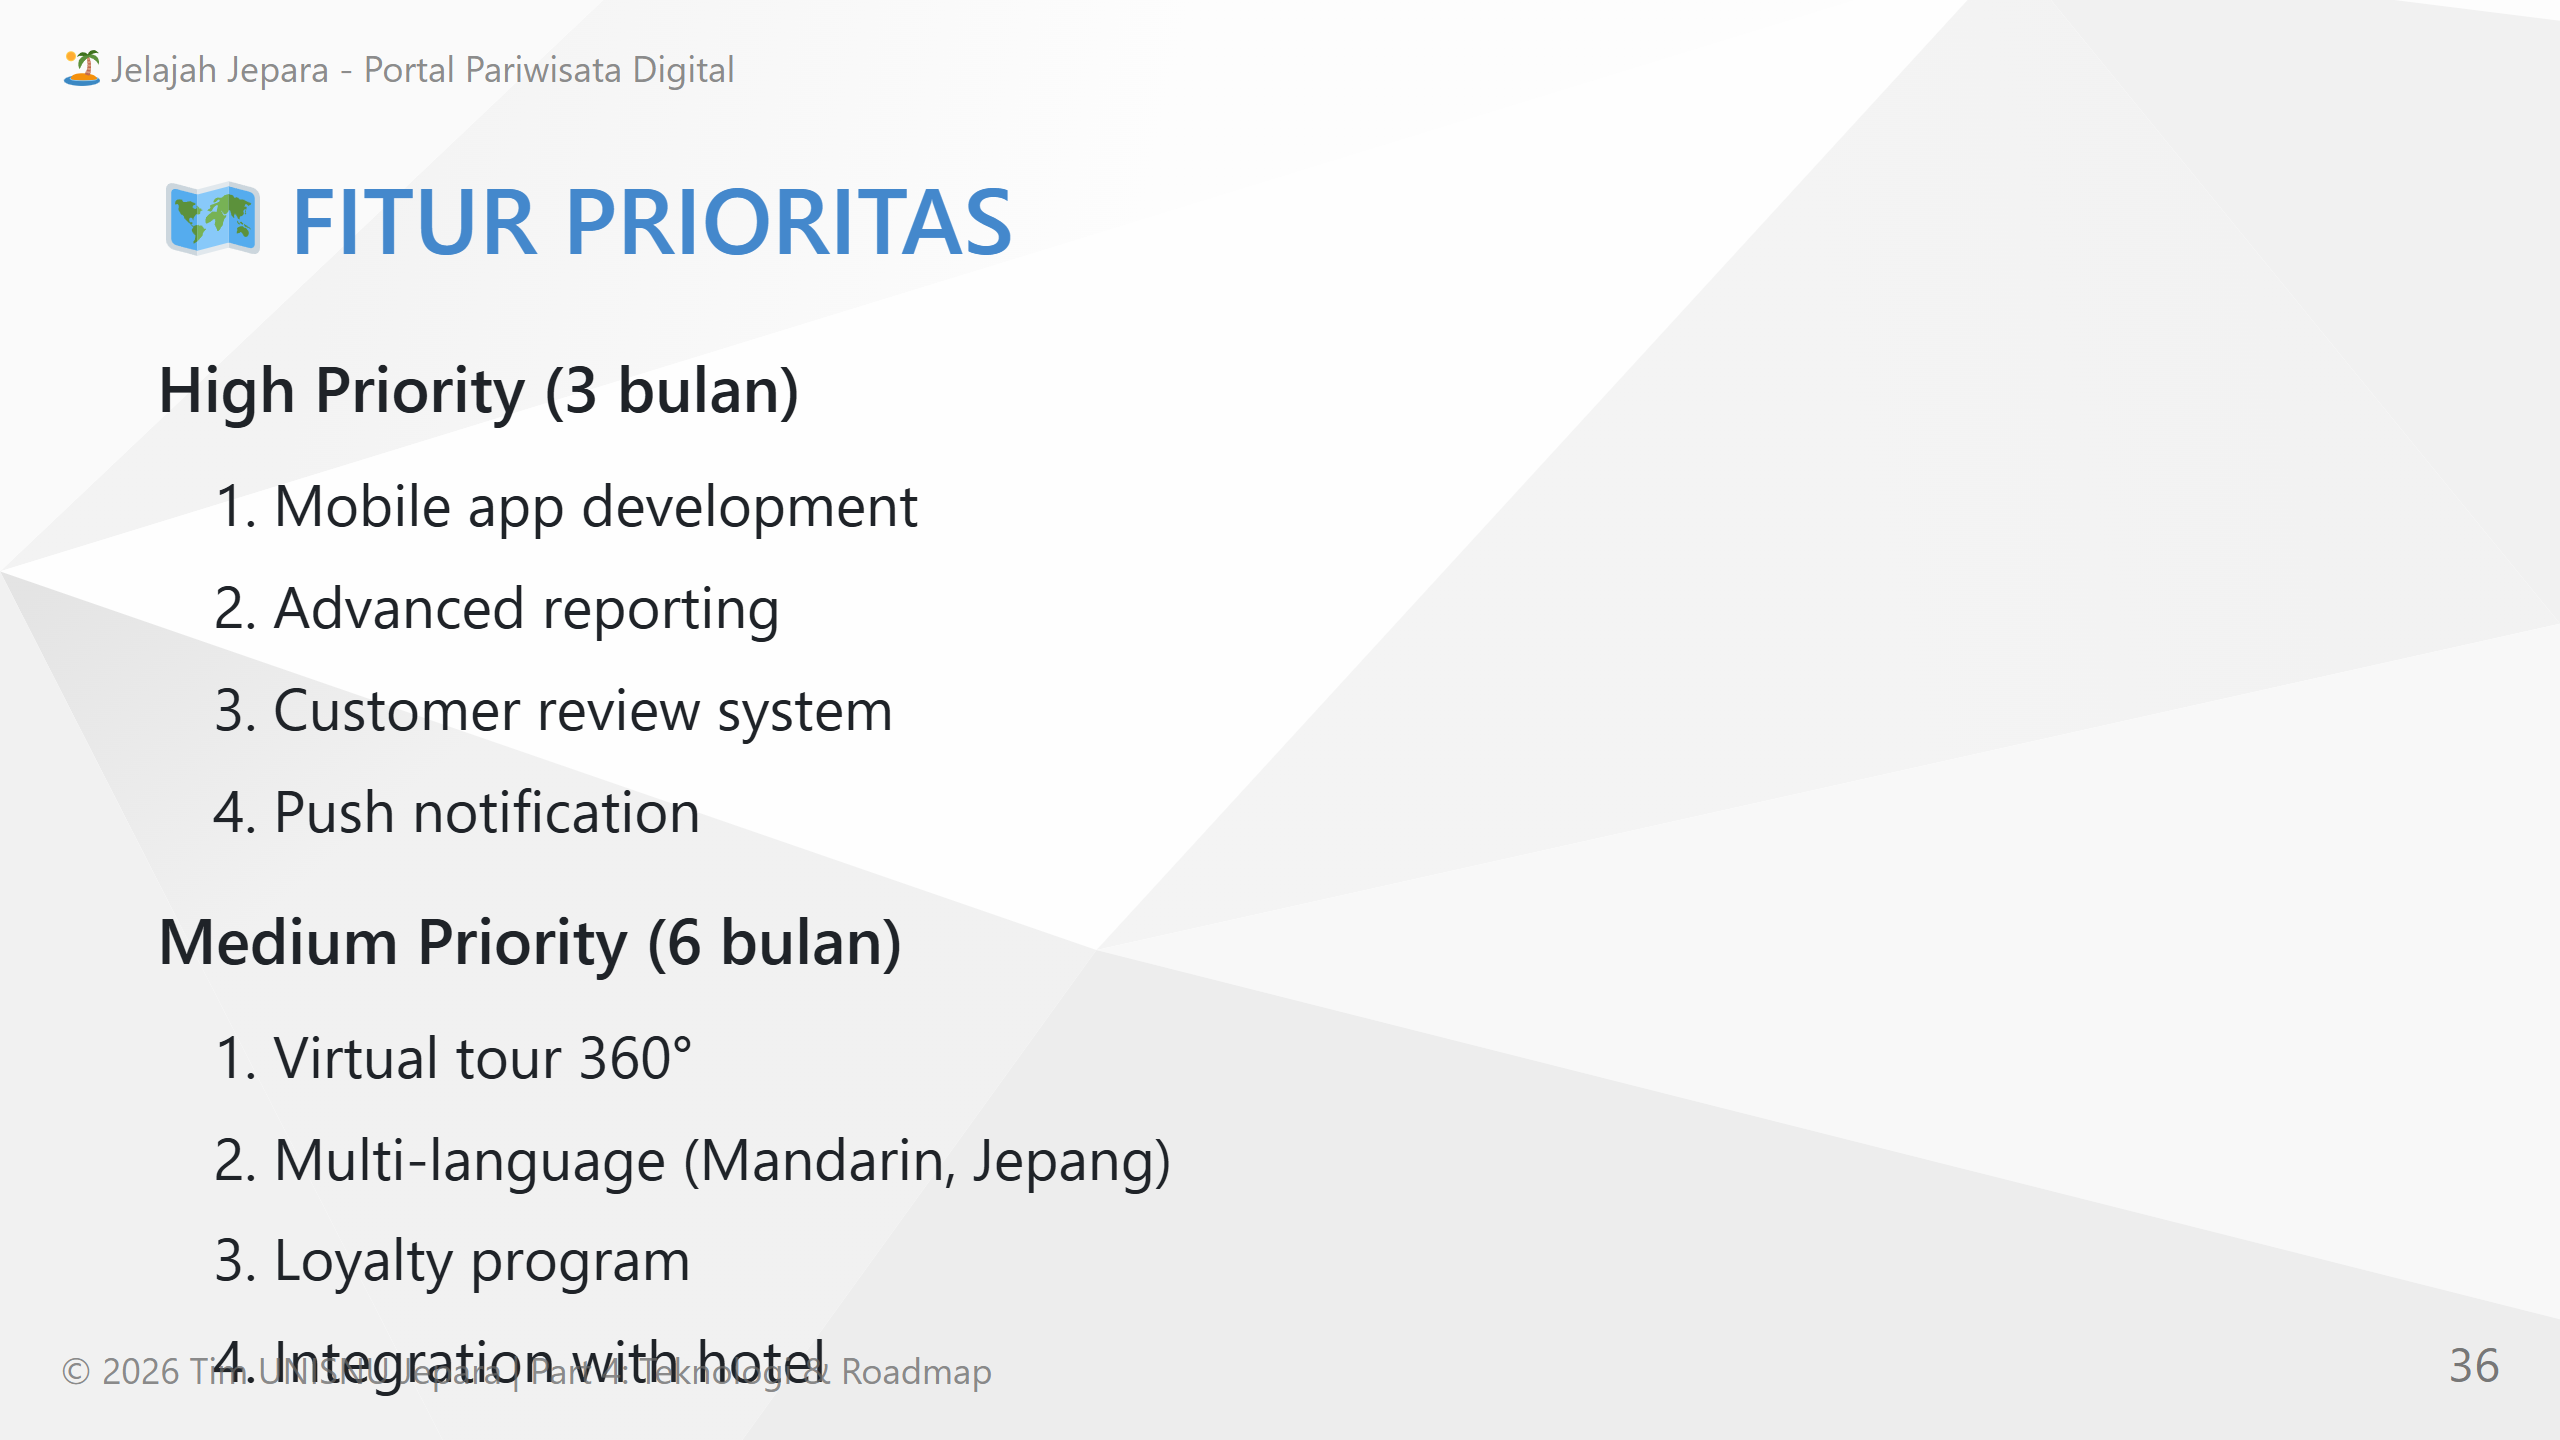 Jelajah Jepara - Portal Pariwisata Digital
FITUR PRIORITAS
High Priority (3 bulan)
1. Mobile app development
2. Advanced reporting
3. Customer review system
4. Push notification
Medium Priority (6 bulan)
1. Virtual tour 360°
2. Multi-language (Mandarin, Jepang)
3. Loyalty program
4. Integration with hotel
© 2026 Tim UNISNU Jepara | Part 4: Teknologi & Roadmap
36